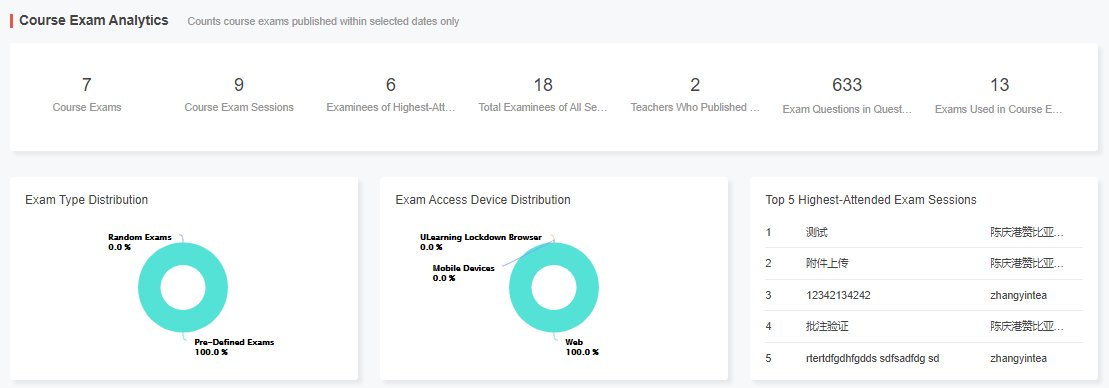 Course Exam Analytics Counts course exams published within selected dates only
7 9 6 18 2 633 13
Course Exams Course Exam Sessions Examinees of Highest-Att... Total Examinees of All Se... Teachers Who Published ... Exam Questions in Quest... Exams Used in Course E...
Exam Type Distribution
Random Exams
0.0 %
Pre-Defined Exams
100.0 %
Exam Access Device Distribution
ULearning Lockdown Browser
0.0 %
Mobile Devices
0.0 %
Web
100.0 %
Top 5 Highest-Attended Exam Sessions
1 测试 陈庆港赞比亚...
2 附件上传 陈庆港赞比亚...
3 12342134242 zhangyintea
4 批注验证 陈庆港赞比亚...
5 rtertdfgdhfgdds sdfsadfdg sd zhangyintea